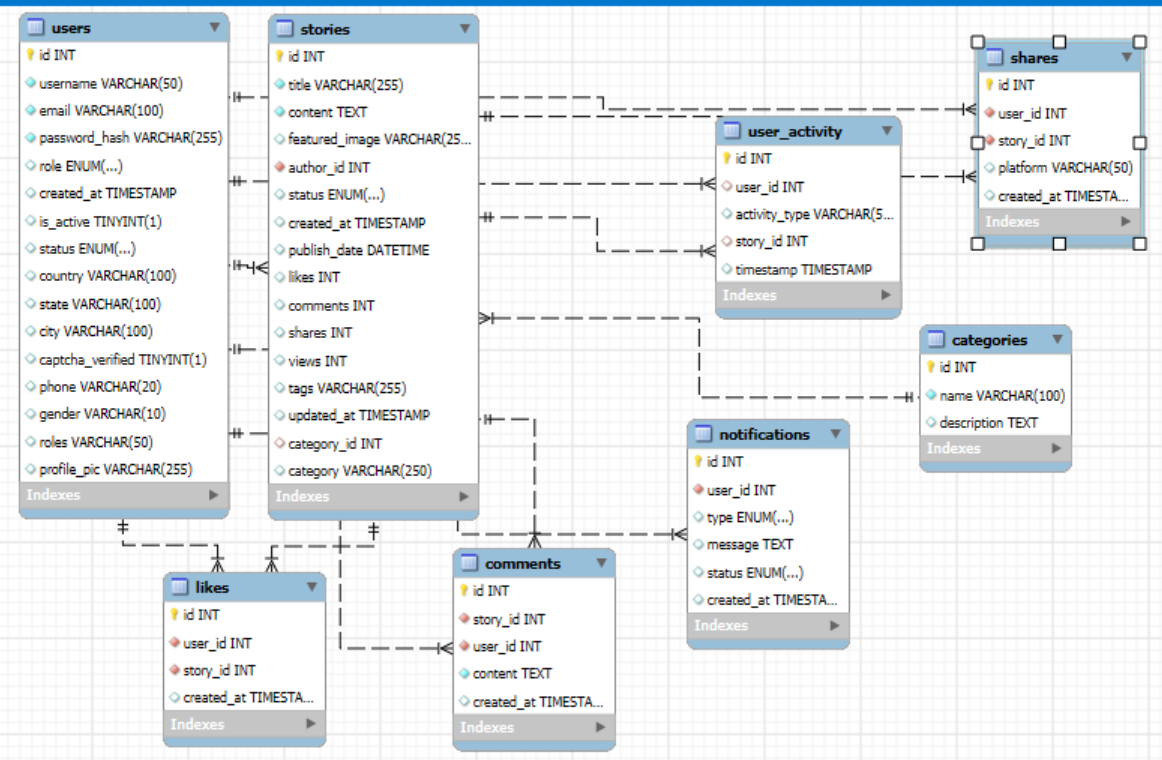 users
id INT
username VARCHAR(50)
email VARCHAR(100)
password_hash VARCHAR(255)
role ENUM(...)
created_at TIMESTAMP
is_active TINYINT(1)
status ENUM(...)
country VARCHAR(100)
state VARCHAR(100)
city VARCHAR(100)
captcha_verified TINYINT(1)
phone VARCHAR(20)
gender VARCHAR(10)
roles VARCHAR(50)
profile_pic VARCHAR(255)
Indexes
stories
id INT
title VARCHAR(255)
content TEXT
featured_image VARCHAR(25...
author_id INT
status ENUM(...)
created_at TIMESTAMP
publish_date DATETIME
likes INT
comments INT
shares INT
views INT
tags VARCHAR(255)
updated_at TIMESTAMP
category_id INT
category VARCHAR(250)
Indexes
shares
id INT
user_id INT
story_id INT
platform VARCHAR(50)
created_at TIMESTA...
Indexes
user_activity
id INT
user_id INT
activity_type VARCHAR(5...
story_id INT
timestamp TIMESTAMP
Indexes
categories
id INT
name VARCHAR(100)
description TEXT
Indexes
notifications
id INT
user_id INT
type ENUM(...)
message TEXT
status ENUM(...)
created_at TIMESTA...
Indexes
likes
id INT
user_id INT
story_id INT
created_at TIMESTA...
Indexes
comments
id INT
story_id INT
user_id INT
content TEXT
created_at TIMESTA...
Indexes